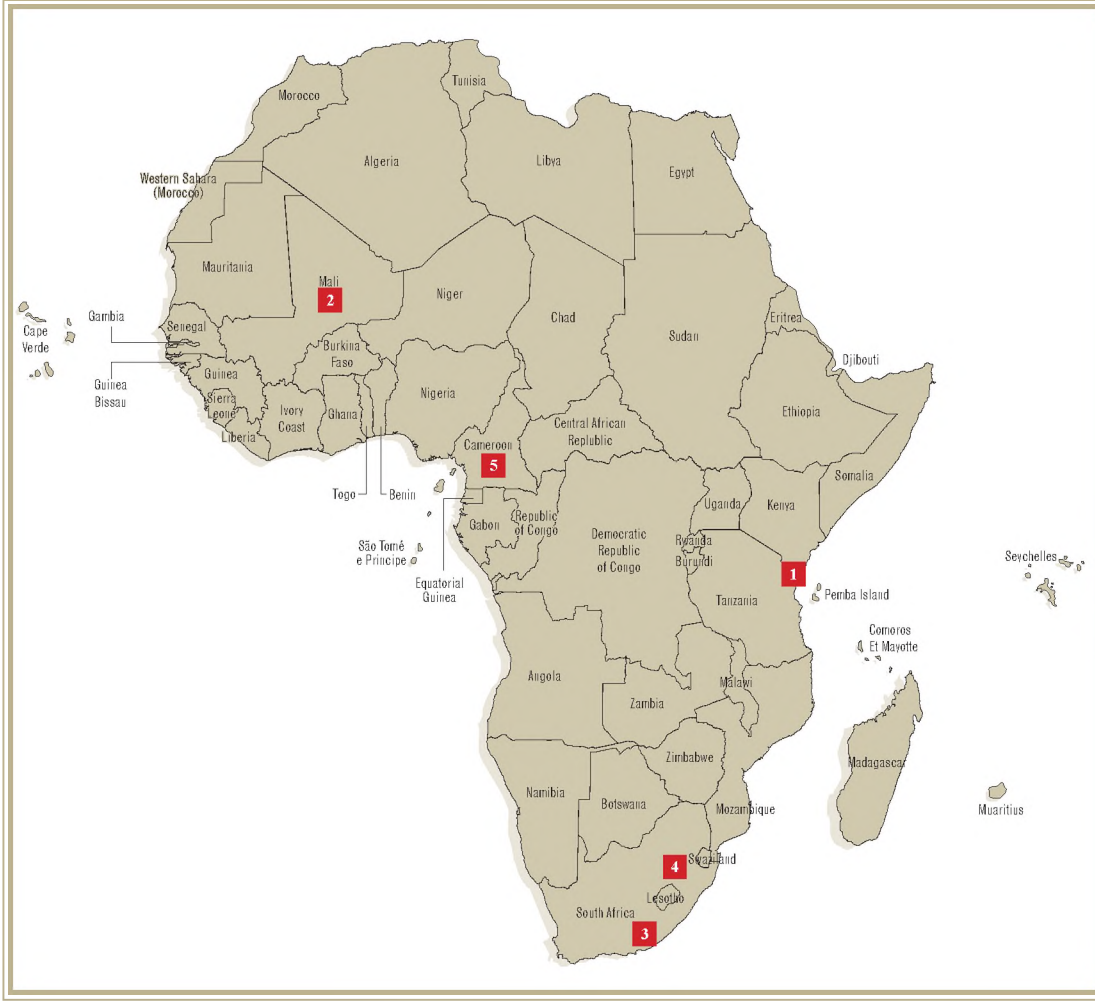 Tunisia
Morocco
Algeria
Libya
Egypt
Western Sahara
(Morocco)
Mauritania
Mali
2
Niger
Chad
Sudan
Eritrea
Djibouti
Cape
Verde
Gambia
Senegal
Guinea
Bissau
Guinea
Sierra
Leone
Liberia
Ivory
Coast
Burkina
Faso
Ghana
Togo
Benin
Nigeria
Cameroon
5
Central African
Republic
Ethiopia
Somalia
Uganda
Kenya
Rwanda
Burundi
1
Tanzania
Pemba Island
Seychelles
São Tomé
e Principe
Equatorial
Guinea
Gabon
Republic
of Congo
Democratic
Republic
of Congo
Comoros
Et Mayotte
Angola
Zambia
Malawi
Zimbabwe
Mozambique
Madagascar
Muaritius
Namibia
Botswana
4
Swaziland
Lesotho
South Africa
3